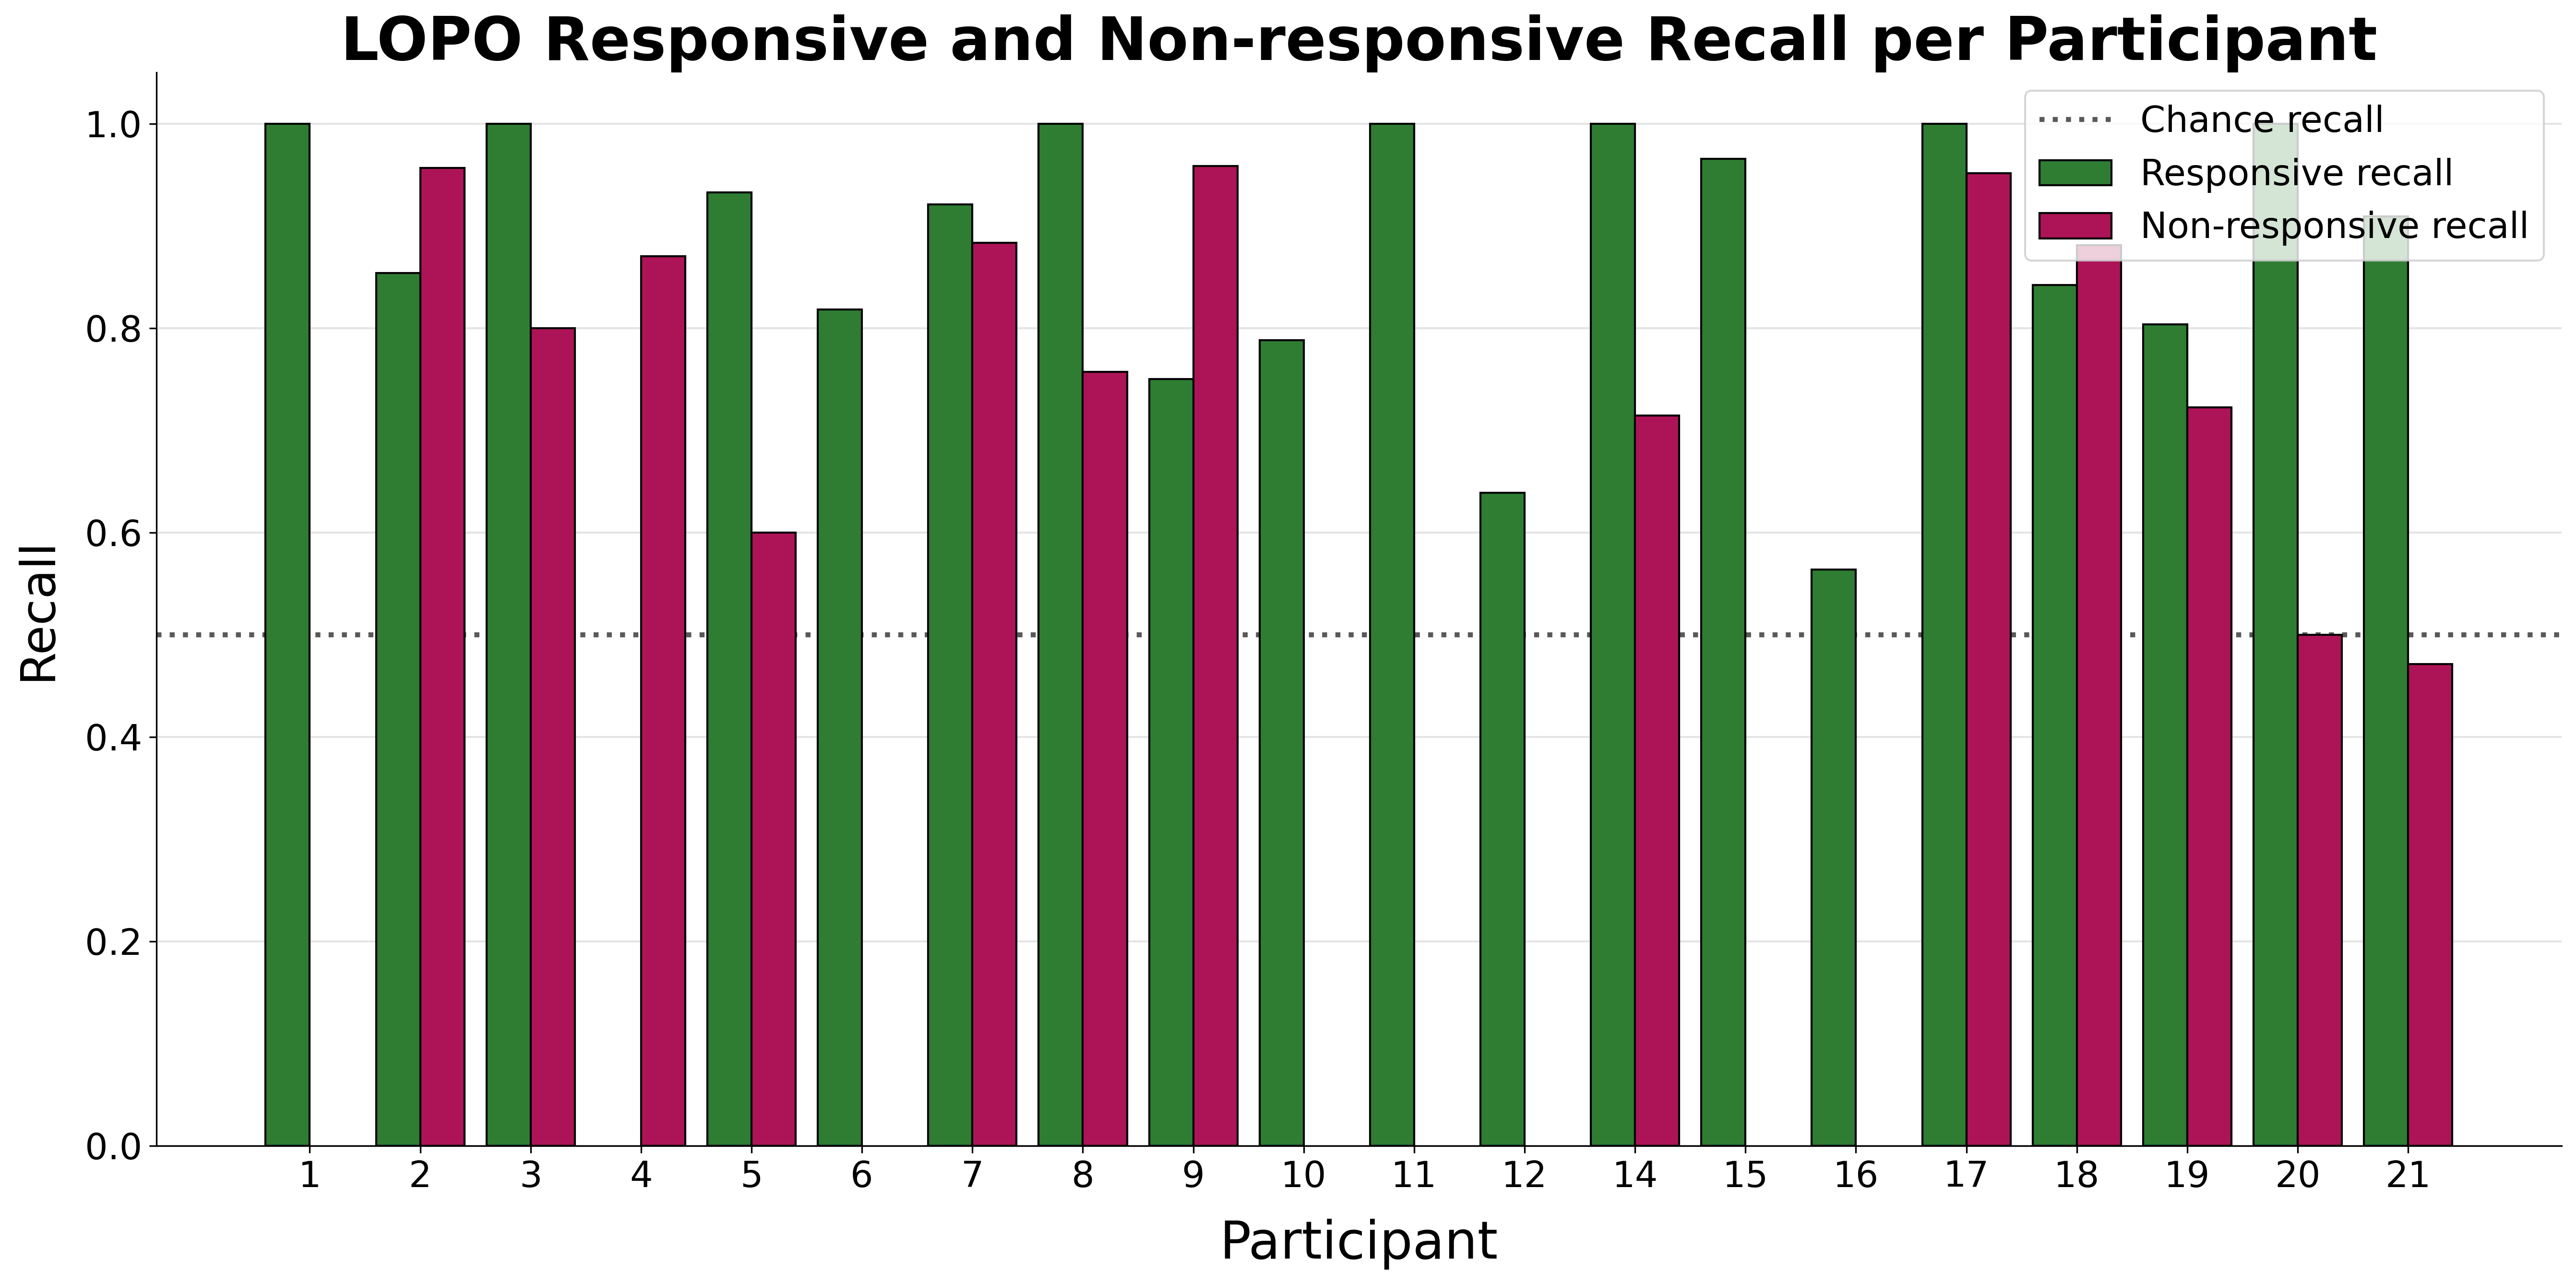 LOPO Responsive and Non-responsive Recall per Participant
Chance recall
Responsive recall
Non-responsive recall
Recall
1.0
0.8
0.6
0.4
0.2
0.0
1 2 3 4 5 6 7 8 9 10 11 12 14 15 16 17 18 19 20 21
Participant